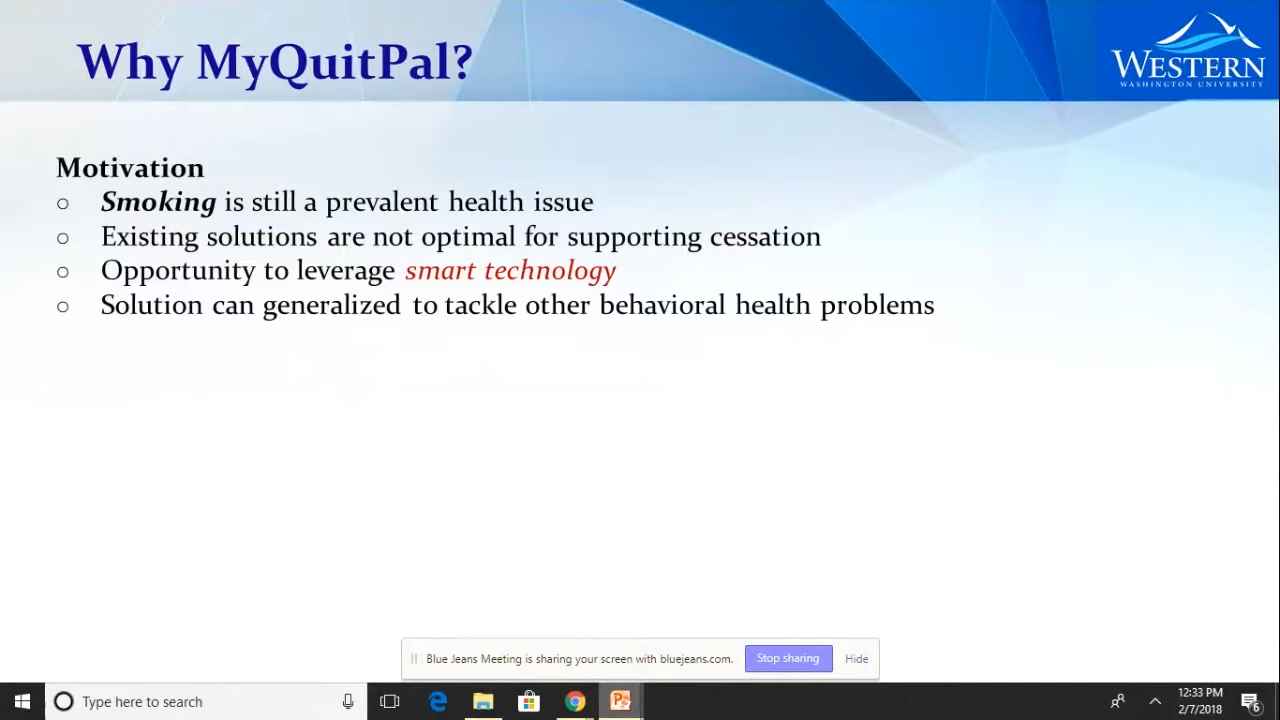 Why MyQuitPal?
WESTERN
WASHINGTON UNIVERSITY
Motivation
○ Smoking is still a prevalent health issue
○ Existing solutions are not optimal for supporting cessation
○ Opportunity to leverage smart technology
○ Solution can generalized to tackle other behavioral health problems
Blue Jeans Meeting is sharing your screen with bluejeans.com. Stop sharing Hide
Type here to search
12:33 PM
2/7/2018
6